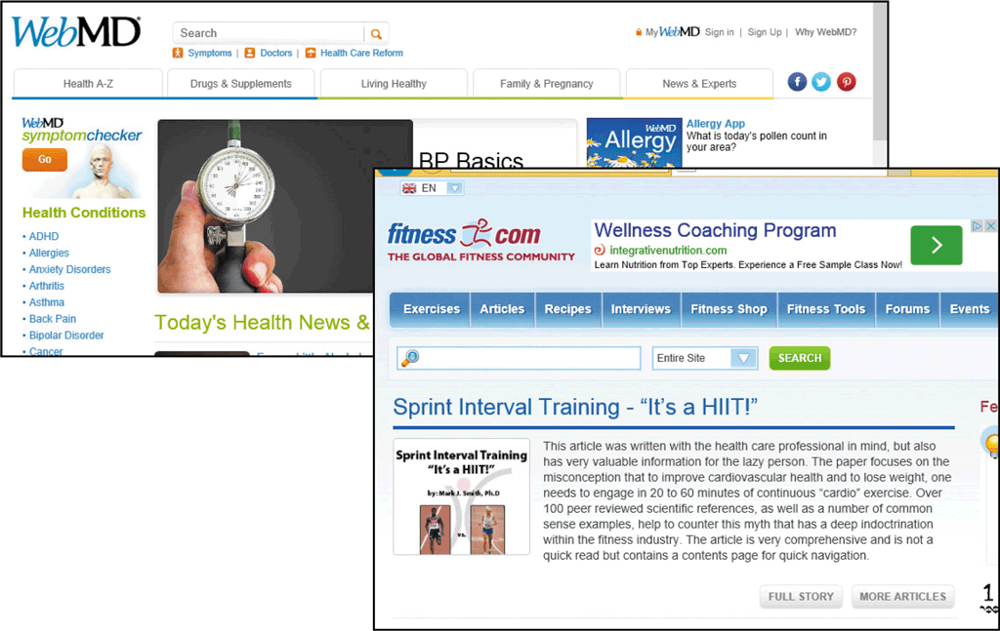 WebMD
Search
My WebMD Sign in | Sign Up | Why WebMD?
Symptoms | Doctors | Health Care Reform
Health A-Z
Drugs & Supplements
Living Healthy
Family & Pregnancy
News & Experts
WebMD
symptomchecker
Go
BP Basics
WebMD
Allergy
Allergy App
What is today's pollen count in
your area?
Health Conditions
• ADHD
• Allergies
• Anxiety Disorders
• Arthritis
• Asthma
• Back Pain
• Bipolar Disorder
• Cancer
Today's Health News &
EN
fitness com
THE GLOBAL FITNESS COMMUNITY
Wellness Coaching Program
integrativenutrition.com
Learn Nutrition from Top Experts. Experience a Free Sample Class Now!
Exercises
Articles
Recipes
Interviews
Fitness Shop
Fitness Tools
Forums
Events
Entire Site
SEARCH
Sprint Interval Training - “It’s a HIIT!”
Fe
Sprint Interval Training
“It’s a HIIT!”
by: Mark J. Smith, Ph.D
vs.
This article was written with the health care professional in mind, but also
has very valuable information for the lazy person. The paper focuses on the
misconception that to improve cardiovascular health and to lose weight, one
needs to engage in 20 to 60 minutes of continuous “cardio” exercise. Over
100 peer reviewed scientific references, as well as a number of common
sense examples, help to counter this myth that has a deep indoctrination
within the fitness industry. The article is very comprehensive and is not a
quick read but contains a contents page for quick navigation.
FULL STORY
MORE ARTICLES
1